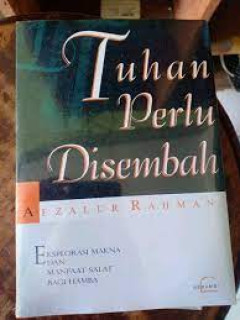 Tuhan
Perlu
Disembah
AFZALUR RAHMAN
EKSPLORASI MAKNA
DAN
MANFAAT SALAT
BAGI HAMBA